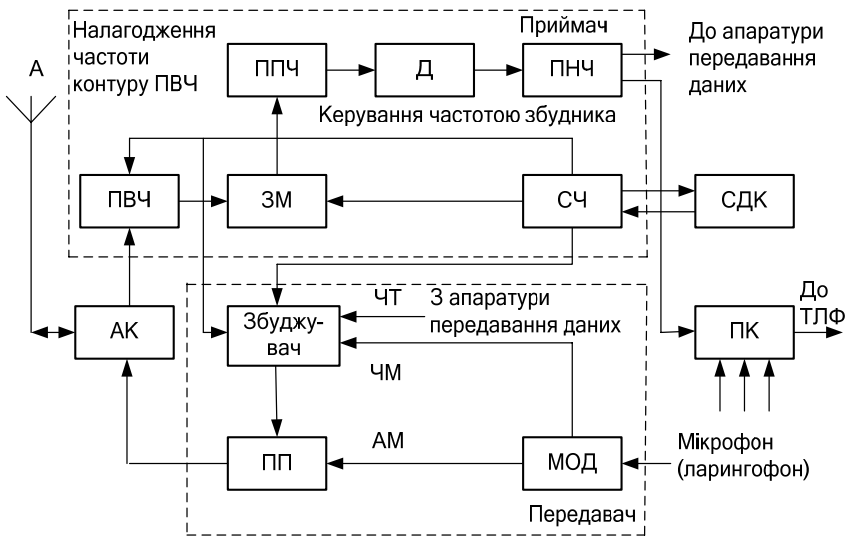 Налагодження
частоти
контуру ПВЧ
Приймач
До апаратури
передавання
даних
А
ППЧ
Д
ПНЧ
Керування частотою збудника
ПВЧ
ЗМ
СЧ
СДК
АК
Збуджу-
вач
ЧТ
З апаратури
передавання даних
ЧМ
ПК
До
ТЛФ
ПП
АМ
МОД
Мікрофон
(ларингофон)
Передавач